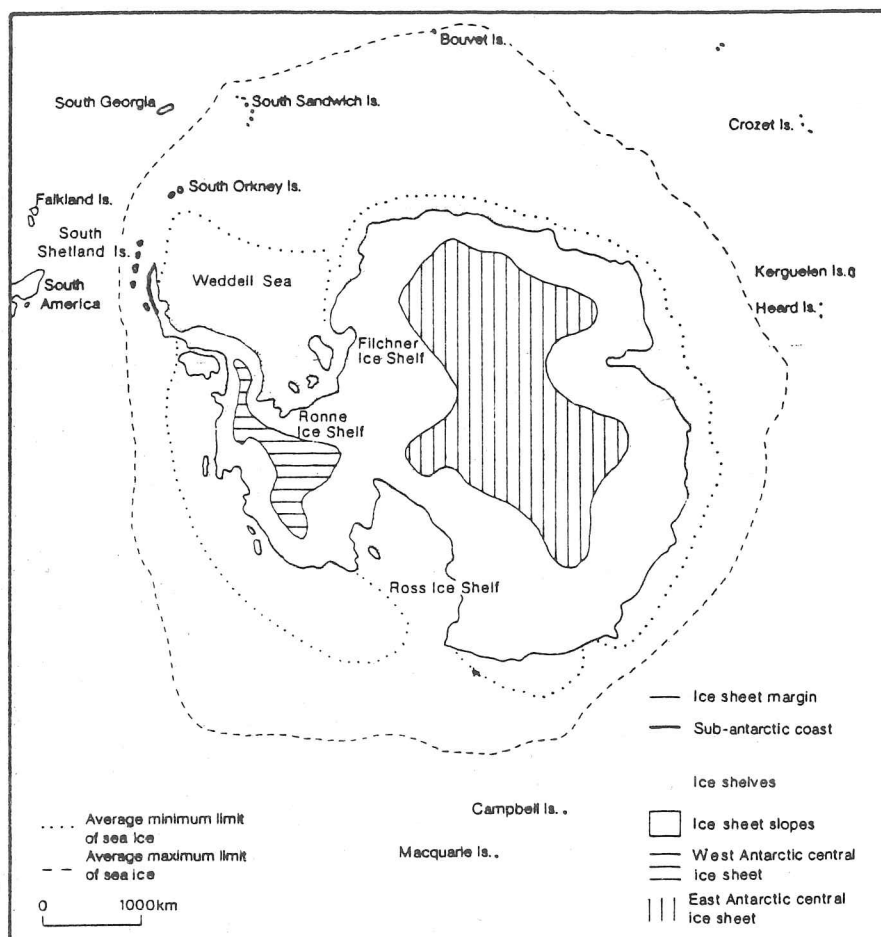 Bouvet Is.
South Georgia
South Sandwich Is.
Crozet Is.
South Orkney Is.
Falkland Is.
South
Shetland Is.
Weddell Sea
Kerguelen Is.
South
America
Heard Is.
Filchner
Ice Shelf
Ronne
Ice Shelf
Ross Ice Shelf
Ice sheet margin
Sub-antarctic coast
Ice shelves
Campbell Is.
Ice sheet slopes
Macquarie Is.
West Antarctic central
ice sheet
East Antarctic central
ice sheet
Average minimum limit
of sea ice
Average maximum limit
of sea ice
0 1000km